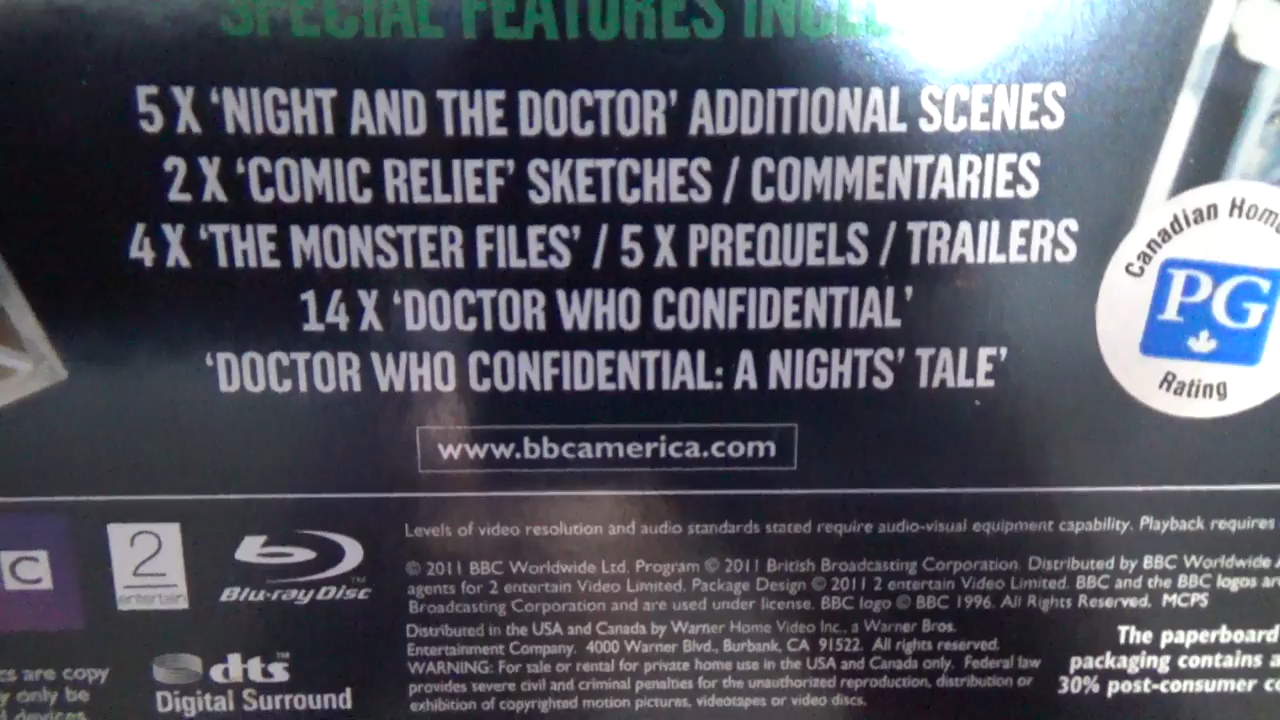 SPECIAL FEATURES
5 X ‘NIGHT AND THE DOCTOR’ ADDITIONAL SCENES
2 X ‘COMIC RELIEF’ SKETCHES / COMMENTARIES
4 X ‘THE MONSTER FILES’ / 5 X PREQUELS / TRAILERS
14 X ‘DOCTOR WHO CONFIDENTIAL’
‘DOCTOR WHO CONFIDENTIAL: A NIGHTS’ TALE’
Canadian
PG
Rating
www.bbcamerica.com
C
2
entertain
Blu-ray Disc™
Levels of video resolution and audio standards stated require audio-visual equipment capability. Playback requires
© 2011 BBC Worldwide Ltd. Program © 2011 British Broadcasting Corporation. Distributed by BBC Worldwide
agents for 2 entertain Video Limited. Package Design © 2011 2 entertain Video Limited. BBC and the BBC logos
Broadcasting Corporation and are used under license. BBC logo © BBC 1996. All Rights Reserved. MCPS
Distributed in the USA and Canada by Warner Home Video Inc., a Warner Bros.
Entertainment Company. 4000 Warner Blvd., Burbank, CA 91522. All rights reserved.
WARNING: For sale or rental for private home use in the USA and Canada only. Federal law
provides severe civil and criminal penalties for the unauthorized reproduction, distribution or
exhibition of copyrighted motion pictures, videotapes or video discs.
are copy
only be
dts™
Digital Surround
The paperboard
packaging contains
30% post-consumer